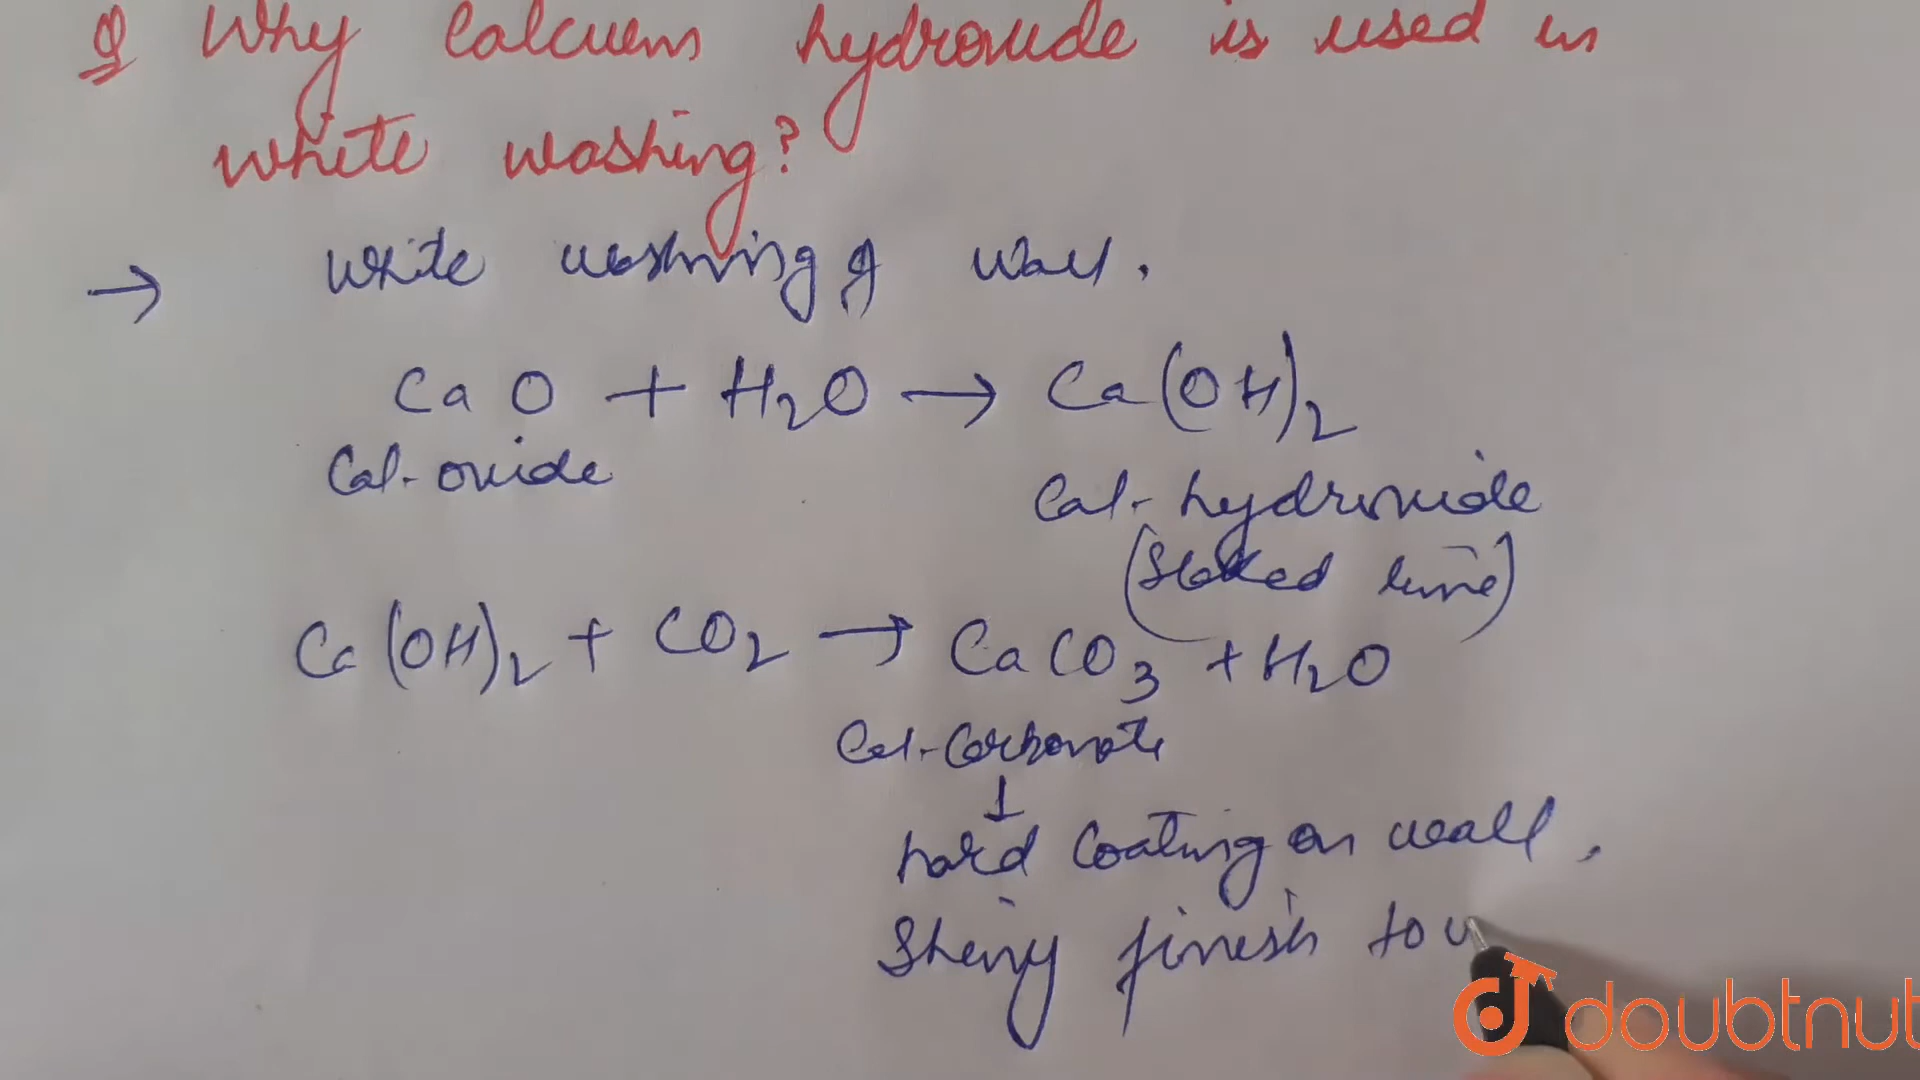 Q Why Calcium hydroxide is used in
white washing?
→ White washing of wall.
CaO + H₂O → Ca(OH)₂
Cal. oxide
Cal. hydroxide
(Slaked lime)
Ca(OH)₂ + CO₂ → CaCO₃ + H₂O
Cal. Carbonate
↓
hard Coating on wall.
Shiny finish to w
doubtnut